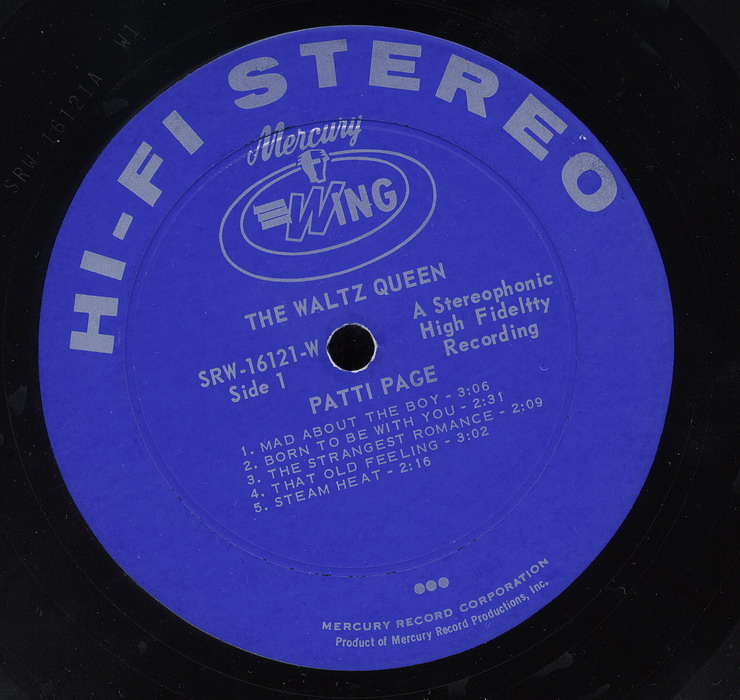 SRW 16121A W1
HI-FI STEREO
Mercury
WING
THE WALTZ QUEEN
A Stereophonic
High Fideltty
Recording
SRW-16121-W
Side 1
PATTI PAGE
1. MAD ABOUT THE BOY - 3:06
2. BORN TO BE WITH YOU - 2:31
3. THE STRANGEST ROMANCE - 2:09
4. THAT OLD FEELING - 3:02
5. STEAM HEAT - 2:16
MERCURY RECORD CORPORATION
Product of Mercury Record Productions, Inc.